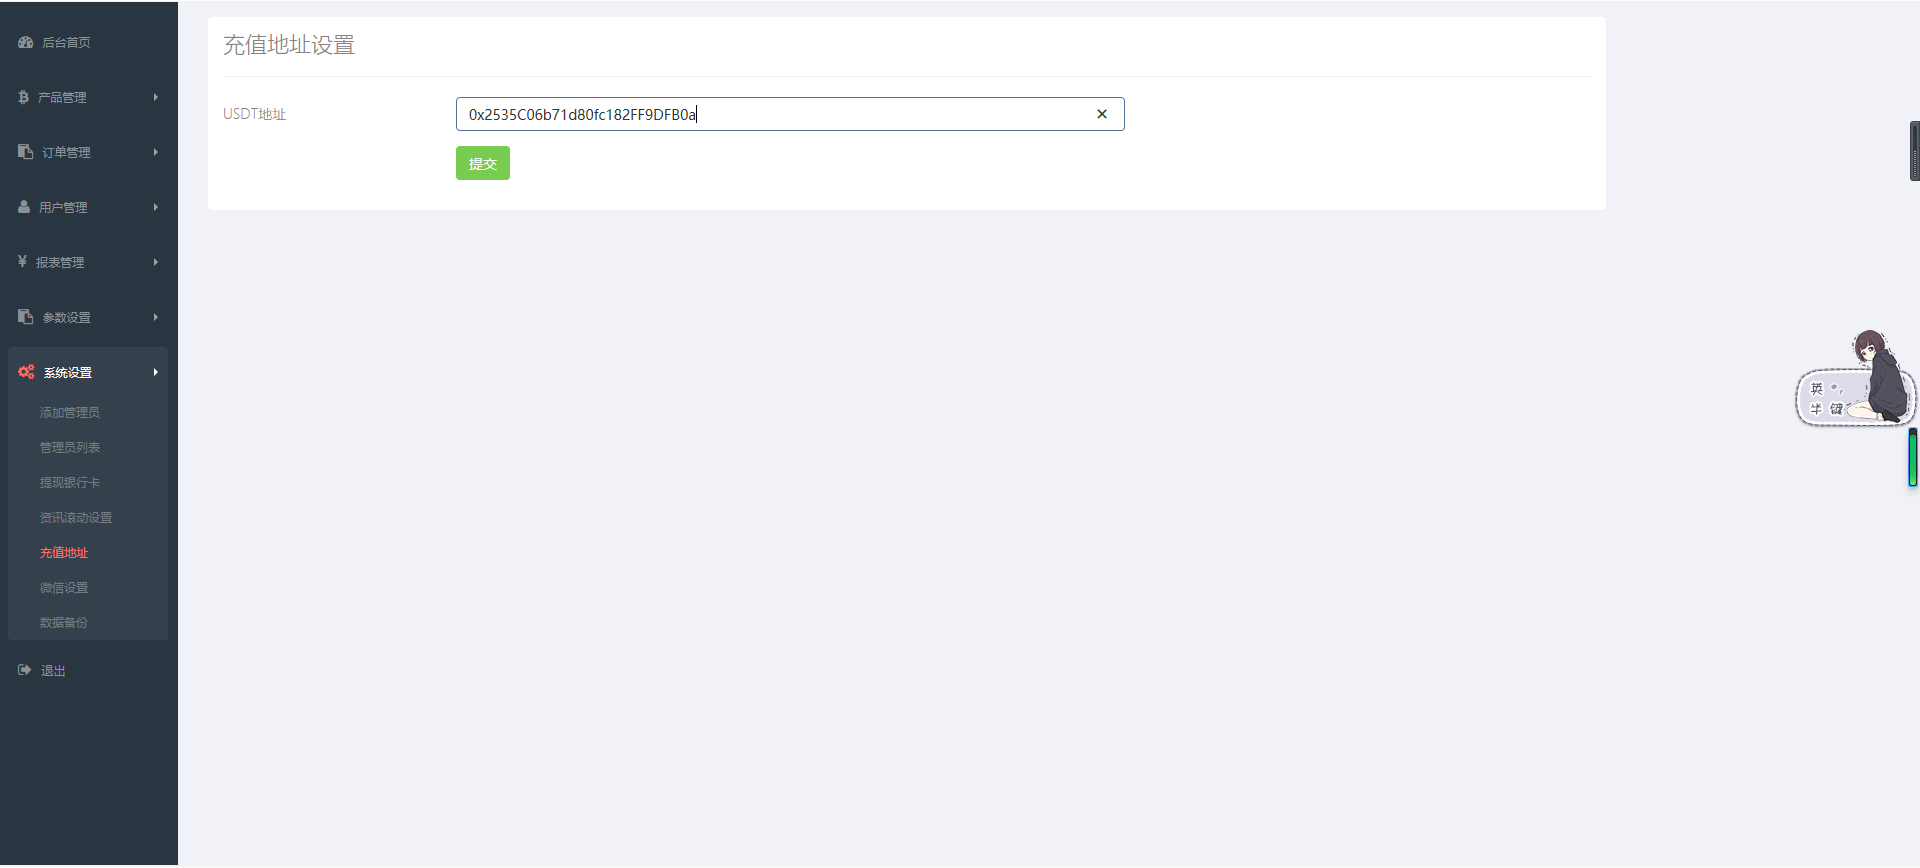 后台首页
产品管理
订单管理
用户管理
报表管理
参数设置
系统设置
添加管理员
管理员列表
提现银行卡
资讯滚动设置
充值地址
微信设置
数据备份
退出
充值地址设置
USDT地址
0x2535C06b71d80fc182FF9DFB0a
提交
英 ,
半 键